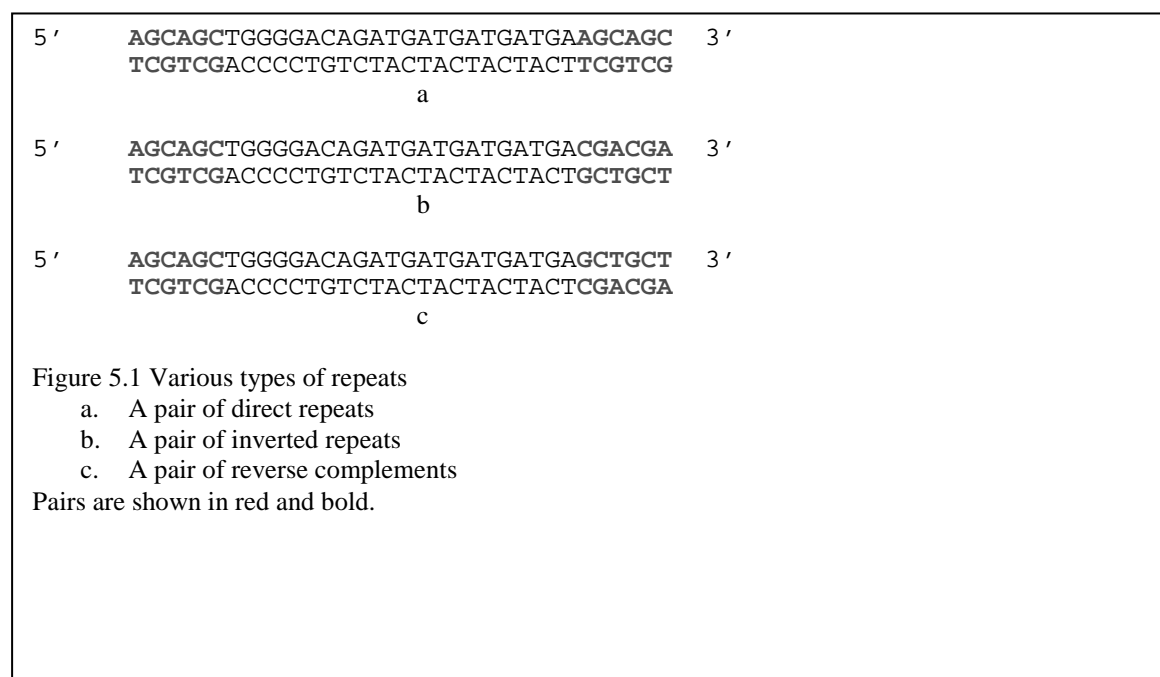 5′ AGCAGCTGGGGACAGATGATGATGATGAAGCAGC 3′
TCGTCGACCCCTGTCTACTACTACTACTTCGTCG
a
5′ AGCAGCTGGGGACAGATGATGATGATGACGACGA 3′
TCGTCGACCCCTGTCTACTACTACTACTGCTGCT
b
5′ AGCAGCTGGGGACAGATGATGATGATGAGCTGCT 3′
TCGTCGACCCCTGTCTACTACTACTACTCGACGA
c
Figure 5.1 Various types of repeats
a. A pair of direct repeats
b. A pair of inverted repeats
c. A pair of reverse complements
Pairs are shown in red and bold.